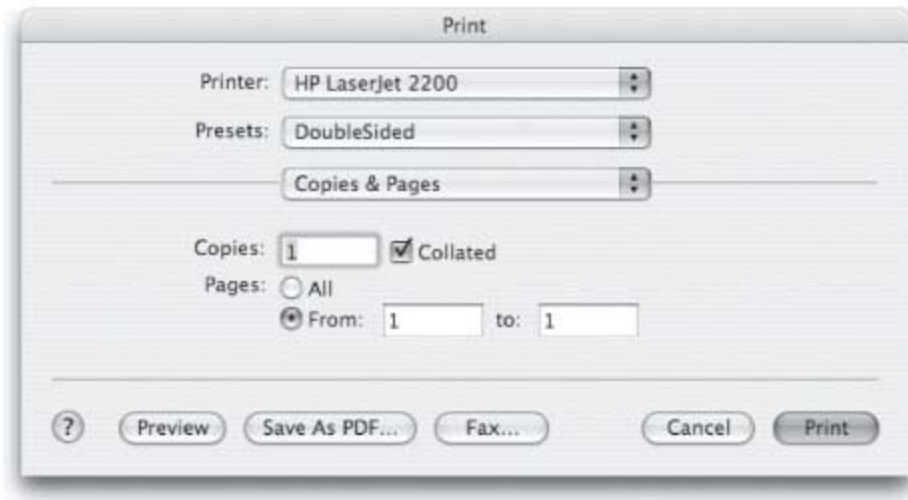 Print
Printer: HP LaserJet 2200
Presets: DoubleSided
Copies & Pages
Copies: 1 Collated
Pages: All
From: 1 to: 1
? Preview Save As PDF... Fax... Cancel Print